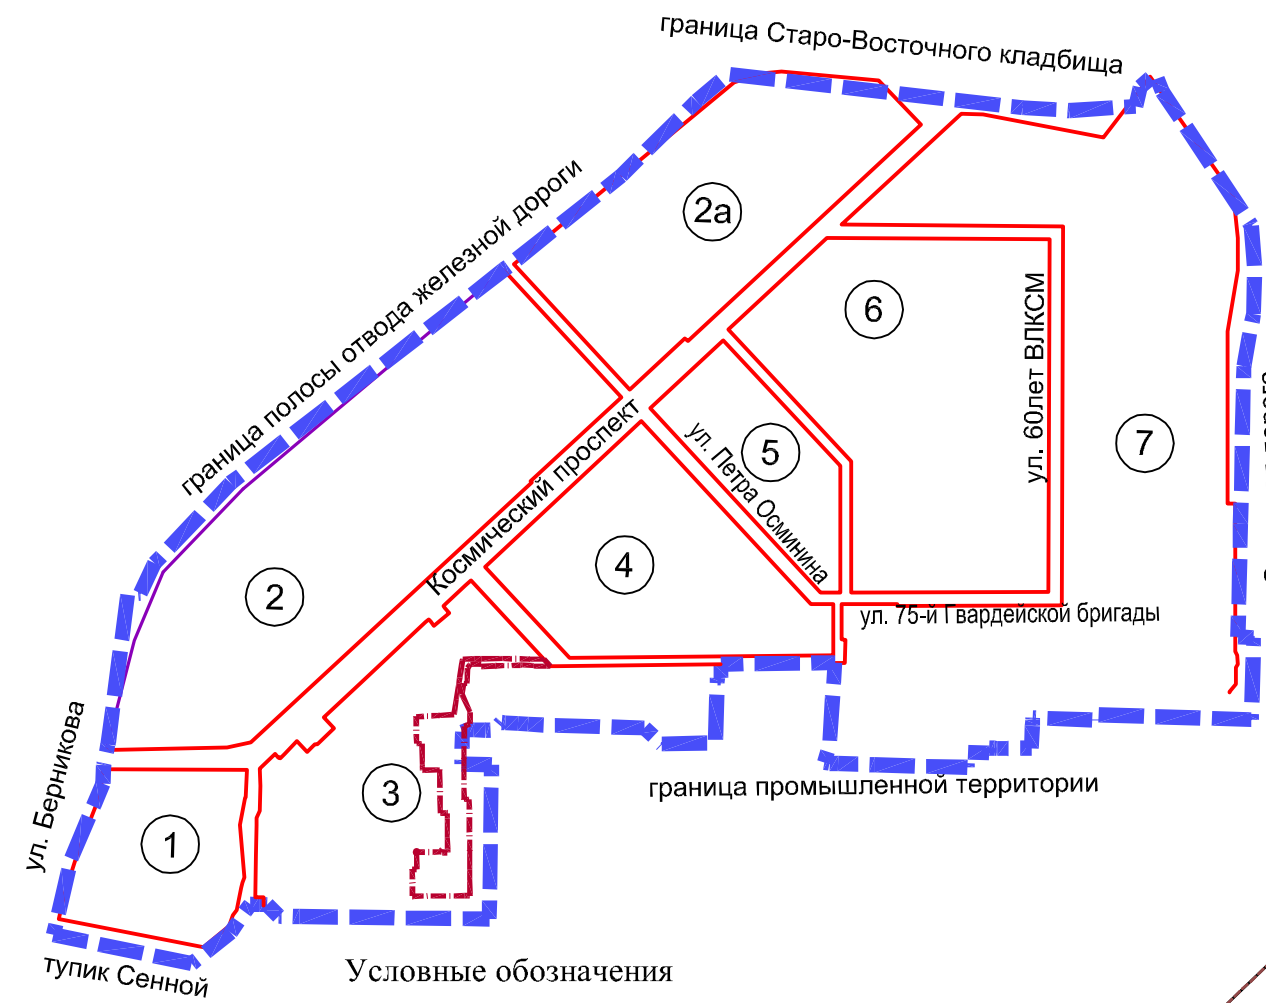 граница Старо-Восточного кладбища
граница полосы отвода железной дороги
2а
6
ул. 60лет ВЛКСМ
7
5
ул. Петра Осминина
Космический проспект
4
2
ул. 75-й Гвардейской бригады
ул. Берникова
3
граница промышленной территории
1
тупик Сенной
Условные обозначения